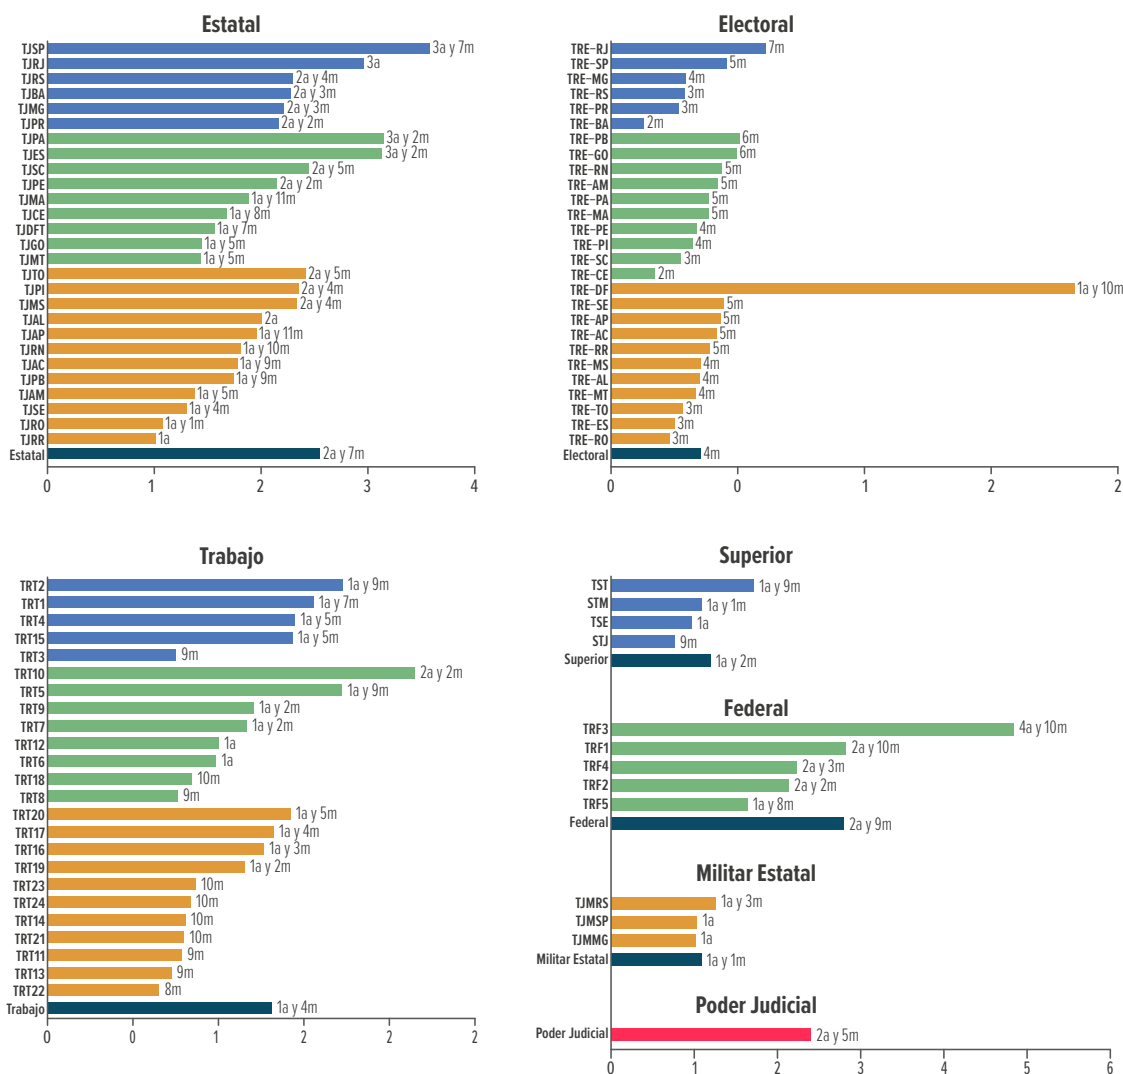 Estatal
TJSP 3a y 7m
TJRJ 3a
TJRS 2a y 4m
TJBA 2a y 3m
TJMG 2a y 3m
TJPR 2a y 2m
TJPA 3a y 2m
TJES 3a y 2m
TJSC 2a y 5m
TJPE 2a y 2m
TJMA 1a y 11m
TJCE 1a y 8m
TJDFT 1a y 7m
TJGO 1a y 5m
TJMT 1a y 5m
TJTO 2a y 5m
TJPI 2a y 4m
TJMS 2a y 4m
TJAL 2a
TJAP 1a y 11m
TJRN 1a y 10m
TJAC 1a y 9m
TJPB 1a y 9m
TJAM 1a y 5m
TJSE 1a y 4m
TJRO 1a y 1m
TJRR 1a
Estatal 2a y 7m
0 1 2 3 4
Electoral
TRE-RJ 7m
TRE-SP 5m
TRE-MG 4m
TRE-RS 3m
TRE-PR 3m
TRE-BA 2m
TRE-PB 6m
TRE-GO 6m
TRE-RN 5m
TRE-AM 5m
TRE-PA 5m
TRE-MA 5m
TRE-PE 4m
TRE-PI 4m
TRE-SC 3m
TRE-CE 2m
TRE-DF 1a y 10m
TRE-SE 5m
TRE-AP 5m
TRE-AC 5m
TRE-RR 5m
TRE-MS 4m
TRE-AL 4m
TRE-MT 4m
TRE-TO 3m
TRE-ES 3m
TRE-RO 3m
Electoral 4m
0 0 1 2 2
Trabajo
TRT2 1a y 9m
TRT1 1a y 7m
TRT4 1a y 5m
TRT15 1a y 5m
TRT3 9m
TRT10 2a y 2m
TRT5 1a y 9m
TRT9 1a y 2m
TRT7 1a y 2m
TRT12 1a
TRT6 1a
TRT18 10m
TRT8 9m
TRT20 1a y 5m
TRT17 1a y 4m
TRT16 1a y 3m
TRT19 1a y 2m
TRT23 10m
TRT24 10m
TRT14 10m
TRT21 10m
TRT11 9m
TRT13 9m
TRT22 8m
Trabajo 1a y 4m
0 0 1 2 2 2
Superior
TST 1a y 9m
STM 1a y 1m
TSE 1a
STJ 9m
Superior 1a y 2m
Federal
TRF3 4a y 10m
TRF1 2a y 10m
TRF4 2a y 3m
TRF2 2a y 2m
TRF5 1a y 8m
Federal 2a y 9m
Militar Estatal
TJMRS 1a y 3m
TJMSP 1a
TJMMG 1a
Militar Estatal 1a y 1m
Poder Judicial
Poder Judicial 2a y 5m
0 1 2 3 4 5 6